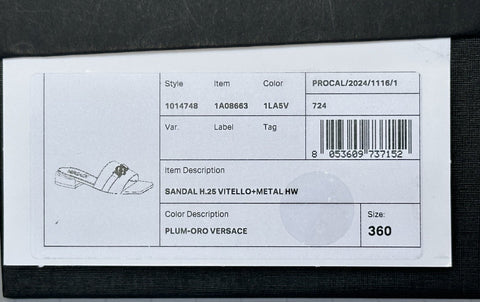 Style Item Color PROCAL/2024/1116/1
1014748 1A08663 1LA5V 724
Var. Label Tag
8 053609 737152
Item Description
SANDAL H.25 VITELLO+METAL HW
Color Description Size:
PLUM-ORO VERSACE 360